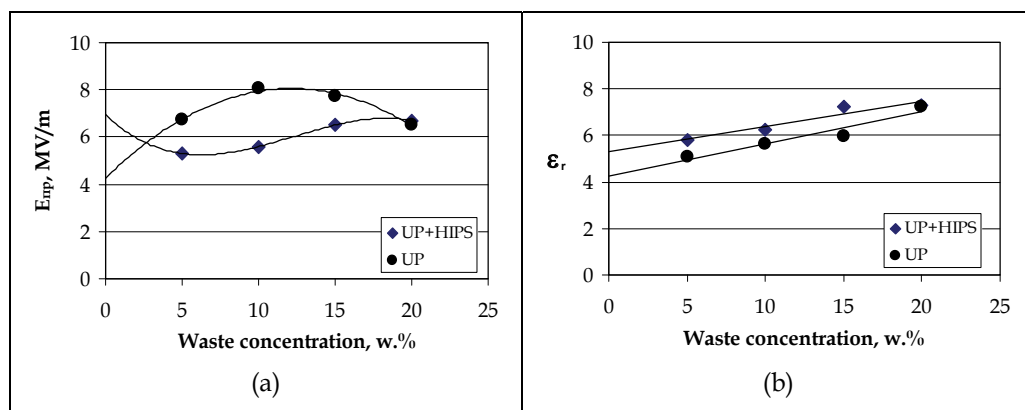 10
8
6
4
2
0
Eпр, MV/m
UP+HIPS
UP
0 5 10 15 20 25
Waste concentration, w.%
(a)
10
8
6
4
2
0
εr
UP+HIPS
UP
0 5 10 15 20 25
Waste concentration, w.%
(b)